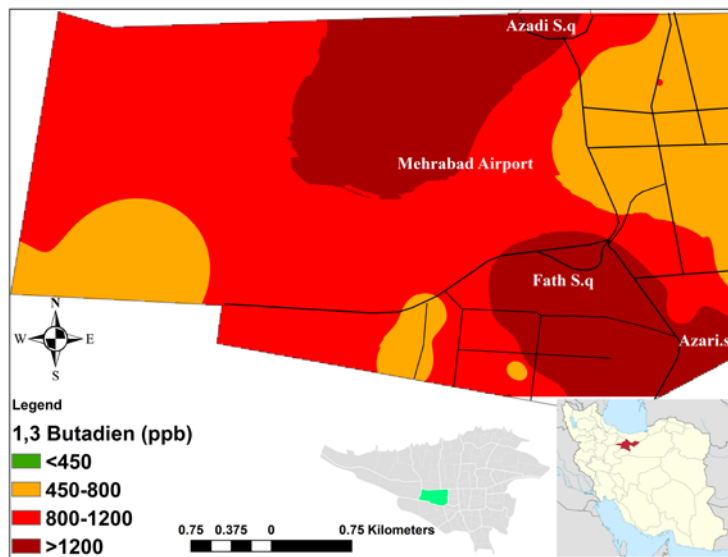 Azadi S.q
Mehrabad Airport
Fath S.q
Azari.s
N
W E
S
Legend
1,3 Butadien (ppb)
<450
450-800
800-1200
>1200
0.75 0.375 0 0.75 Kilometers